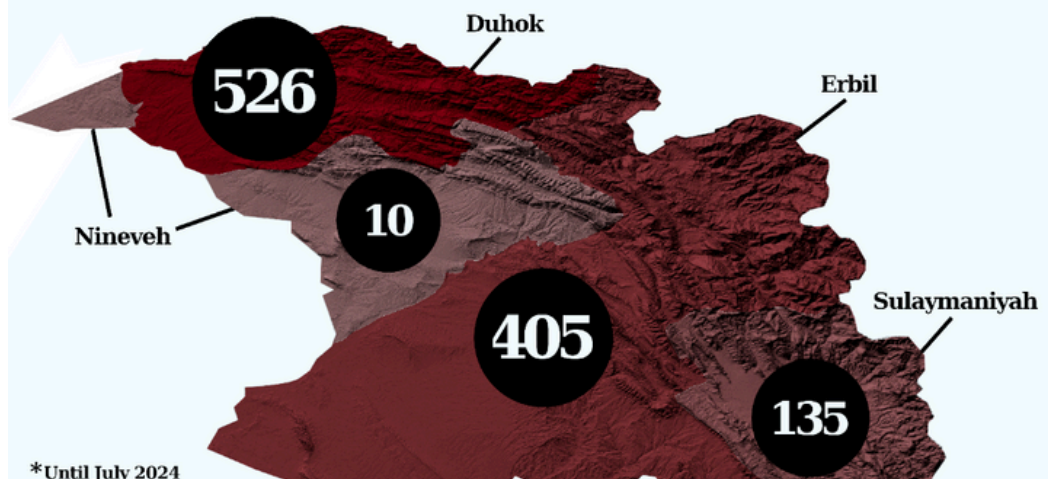 Duhok
526
Erbil
10
Nineveh
Sulaymaniyah
405
135
*Until July 2024